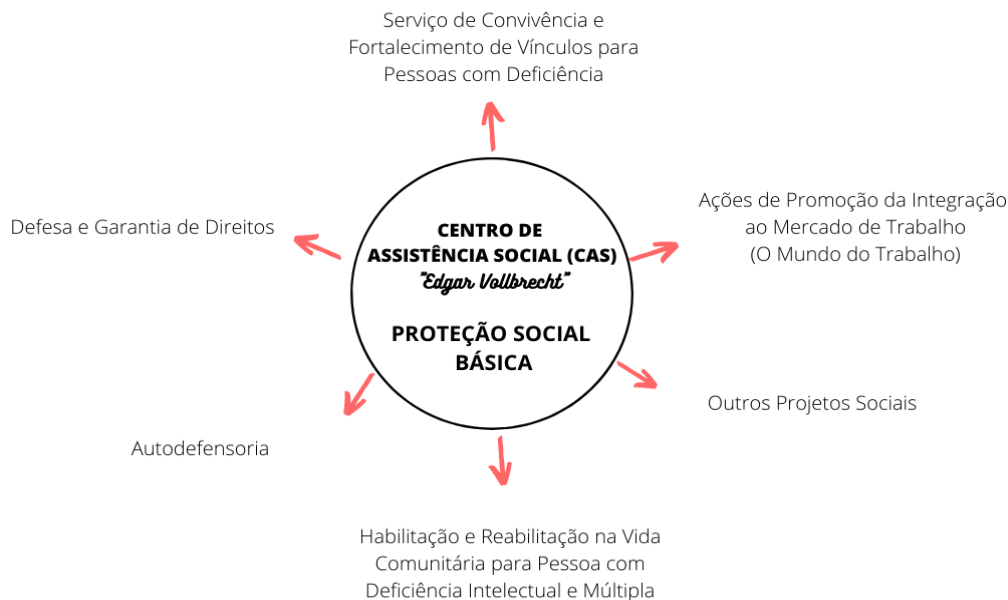 Serviço de Convivência e
Fortalecimento de Vínculos para
Pessoas com Deficiência
Defesa e Garantia de Direitos
CENTRO DE
ASSISTÊNCIA SOCIAL (CAS)
"Edgar Vollbrecht"
PROTEÇÃO SOCIAL
BÁSICA
Ações de Promoção da Integração
ao Mercado de Trabalho
(O Mundo do Trabalho)
Autodefensoria
Outros Projetos Sociais
Habilitação e Reabilitação na Vida
Comunitária para Pessoa com
Deficiência Intelectual e Múltipla